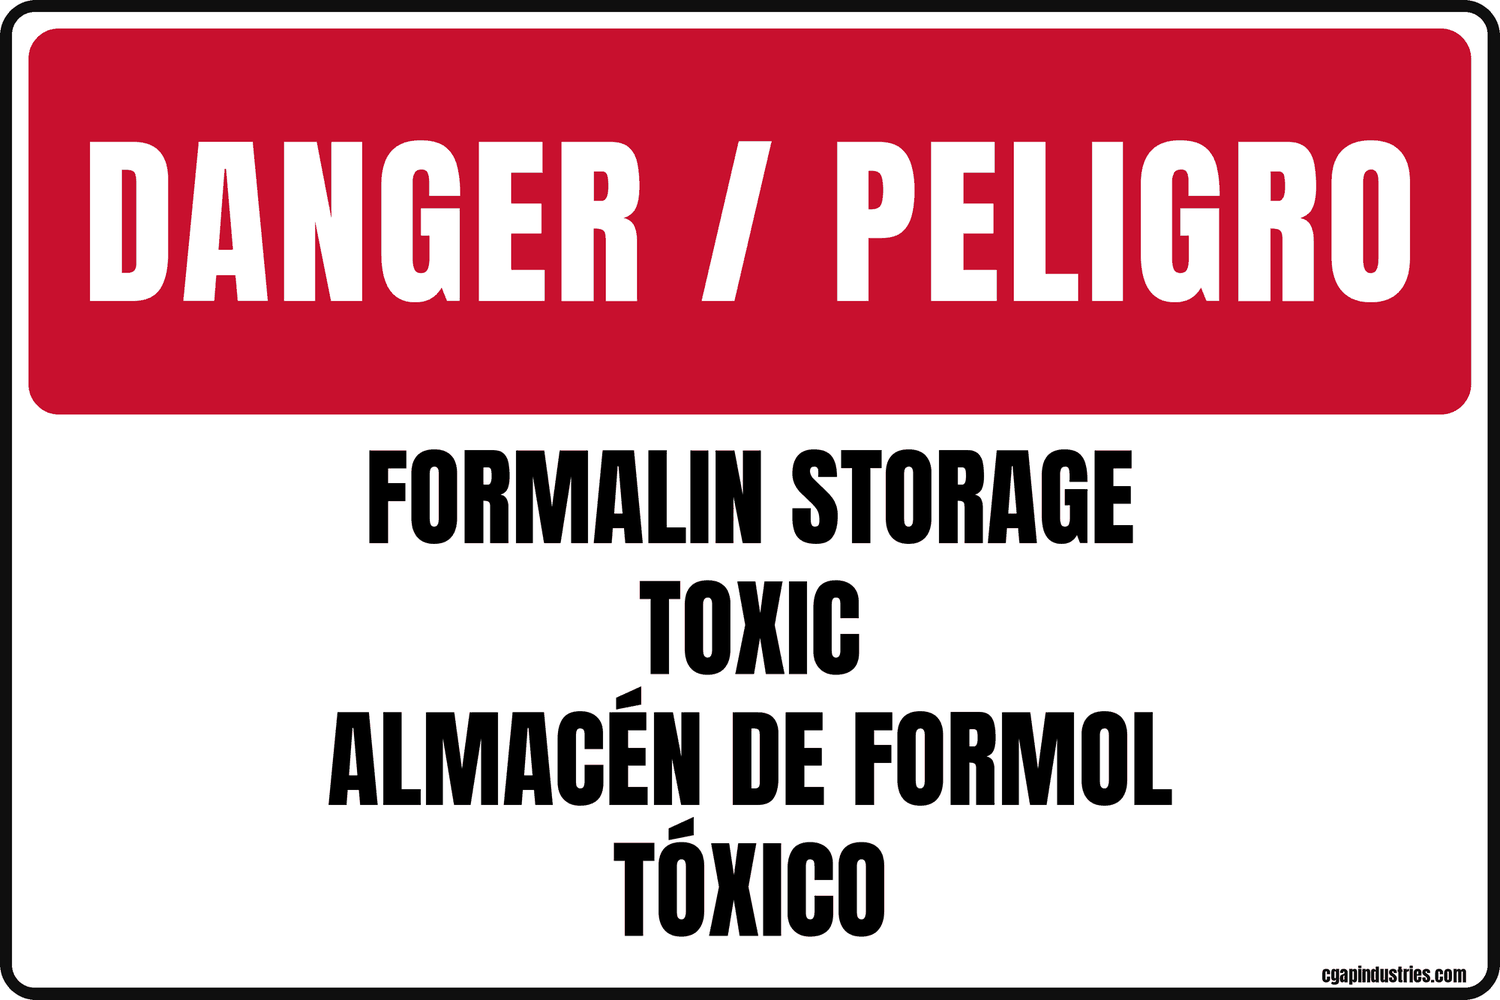 DANGER / PELIGRO
FORMALIN STORAGE
TOXIC
ALMACÉN DE FORMOL
TÓXICO
cgapindustries.com